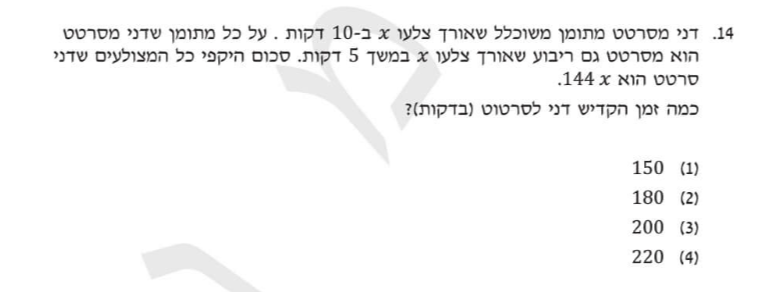 14. דני מסרטט מתומן משוכלל שאורך צלעו x ב-10 דקות . על כל מתומן שדני מסרטט
הוא מסרטט גם ריבוע שאורך צלעו x במשך 5 דקות. סכום היקפי כל המצולעים שדני
סרטט הוא 144 x.
כמה זמן הקדיש דני לסרטוט (בדקות)?
(1) 150
(2) 180
(3) 200
(4) 220